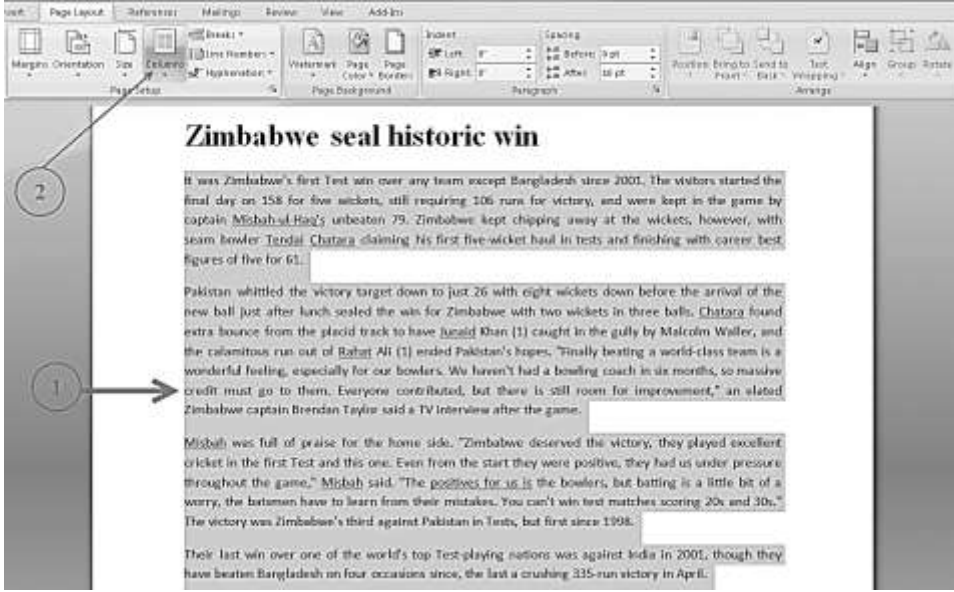 Page Layout References Mailings Review View Add-Ins
Margins Orientation Size Columns
Breaks
Line Numbers
Hyphenation
Watermark Page Color Page Borders
Indent
Left: 0"
Right: 0"
Spacing
Before: 0 pt
After: 10 pt
Position Bring to Front Send to Back Text Wrapping Align Group Rotate
Page Setup Page Background Paragraph Arrange
Zimbabwe seal historic win
2
It was Zimbabwe's first Test win over any team except Bangladesh since 2001. The visitors started the
final day on 158 for five wickets, still requiring 106 runs for victory, and were kept in the game by
captain Misbah-ul-Haq's unbeaten 79. Zimbabwe kept chipping away at the wickets, however, with
seam bowler Tendai Chatara claiming his first five-wicket haul in tests and finishing with career best
figures of five for 61.
Pakistan whittled the victory target down to just 26 with eight wickets down before the arrival of the
new ball just after lunch sealed the win for Zimbabwe with two wickets in three balls. Chatara found
extra bounce from the placid track to have Junaid Khan (1) caught in the gully by Malcolm Waller, and
the calamitous run out of Rahat Ali (1) ended Pakistan's hopes. "Finally beating a world-class team is a
wonderful feeling, especially for our bowlers. We haven't had a bowling coach in six months, so massive
1
credit must go to them. Everyone contributed, but there is still room for improvement," an elated
Zimbabwe captain Brendan Taylor said a TV interview after the game.
Misbah was full of praise for the home side. "Zimbabwe deserved the victory, they played excellent
cricket in the first Test and this one. Even from the start they were positive, they had us under pressure
throughout the game," Misbah said. "The positives for us is the bowlers, but batting is a little bit of a
worry, the batsmen have to learn from their mistakes. You can't win test matches scoring 20s and 30s."
The victory was Zimbabwe's third against Pakistan in Tests, but first since 1998.
Their last win over one of the world's top Test-playing nations was against India in 2001, though they
have beaten Bangladesh on four occasions since, the last a crushing 335-run victory in April.